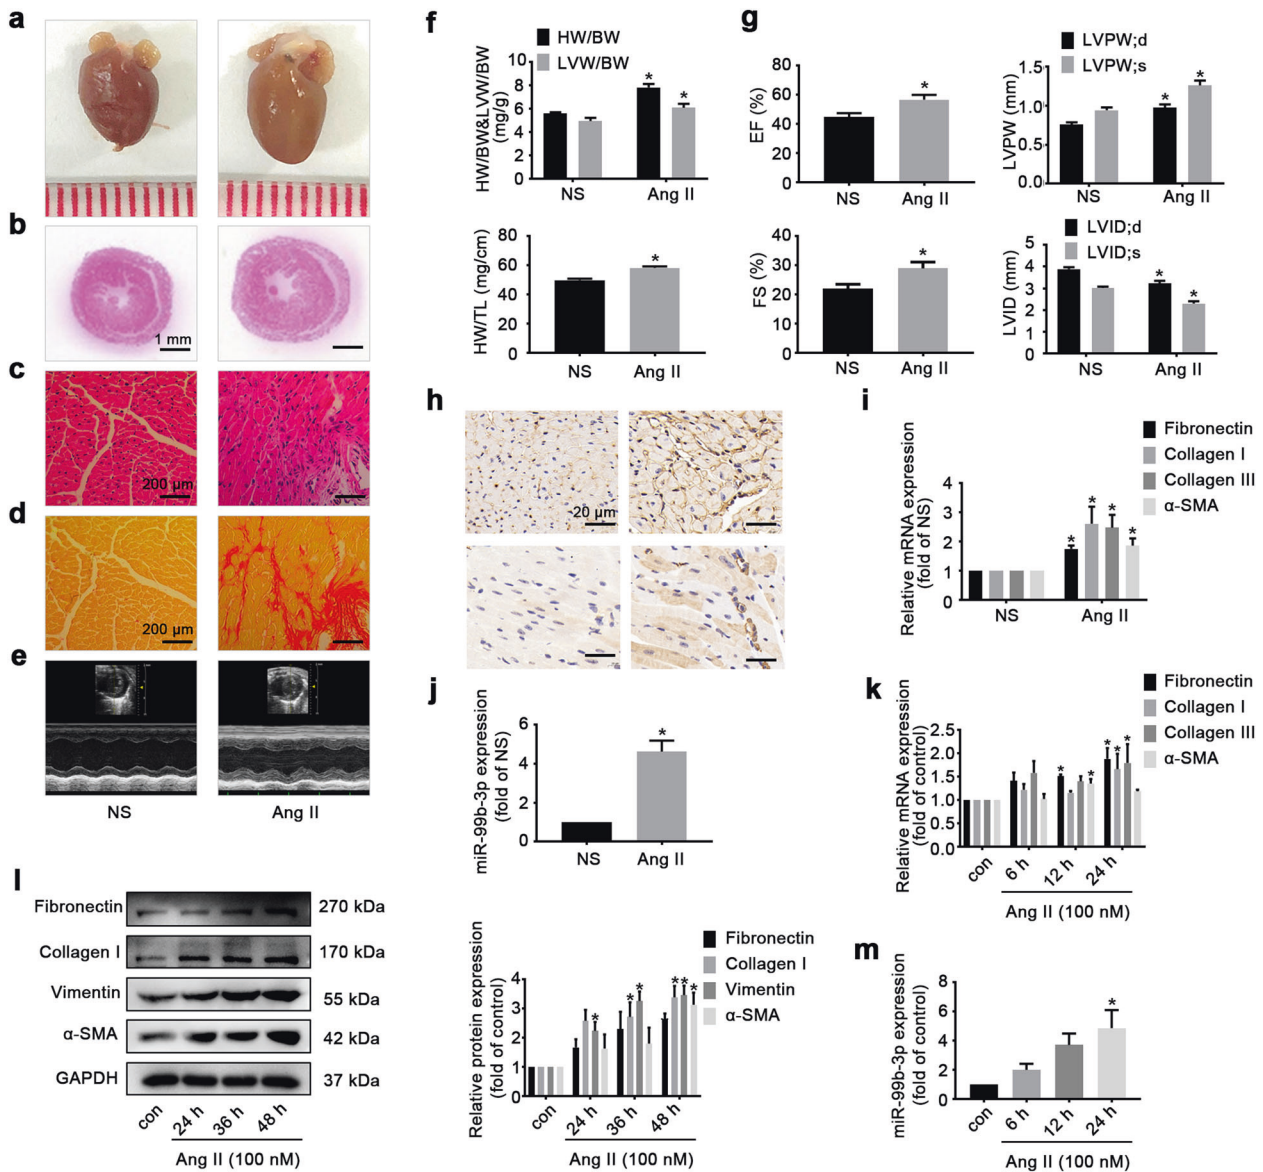 a
b
1 mm
c
200 μm
d
200 μm
e
NS
Ang II
f
HW/BW
LVW/BW
HW/BW&LVW/BW
(mg/g)
10
8
6
4
2
0
*
*
NS
Ang II
HW/TL (mg/cm)
80
60
40
20
0
*
NS
Ang II
g
EF (%)
80
60
40
20
0
*
NS
Ang II
LVPW;d
LVPW;s
LVPW (mm)
1.5
1.0
0.5
0.0
*
*
NS
Ang II
FS (%)
40
30
20
10
0
*
NS
Ang II
LVID;d
LVID;s
LVID (mm)
5
4
3
2
1
0
*
*
NS
Ang II
h
20 μm
i
Fibronectin
Collagen I
Collagen III
α-SMA
Relative mRNA expression
(fold of NS)
4
3
2
1
0
*
*
*
*
NS
Ang II
j
miR-99b-3p expression
(fold of NS)
6
4
2
0
*
NS
Ang II
k
Fibronectin
Collagen I
Collagen III
α-SMA
Relative mRNA expression
(fold of control)
2.5
2.0
1.5
1.0
0.5
0.0
*
*
*
*
*
con
6 h
12 h
24 h
Ang II (100 nM)
l
Fibronectin
270 kDa
Collagen I
170 kDa
Vimentin
55 kDa
α-SMA
42 kDa
GAPDH
37 kDa
con
24 h
36 h
48 h
Ang II (100 nM)
Fibronectin
Collagen I
Vimentin
α-SMA
Relative protein expression
(fold of control)
4
3
2
1
0
*
*
*
*
*
*
con
24 h
36 h
48 h
Ang II (100 nM)
m
miR-99b-3p expression
(fold of control)
8
6
4
2
0
*
con
6 h
12 h
24 h
Ang II (100 nM)